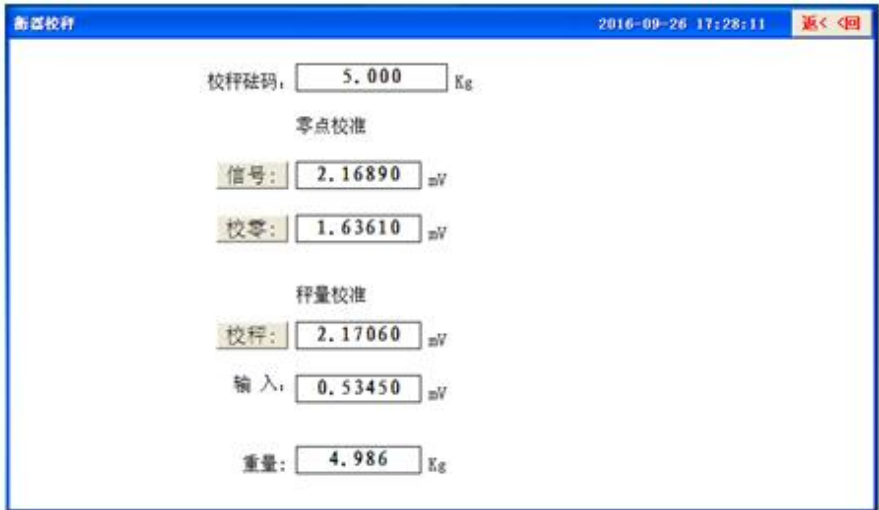 衡器校秤 2016-09-26 17:28:11 返< <回
校秤砝码: 5.000 Kg
零点校准
信号: 2.16890 mV
校零: 1.63610 mV
秤量校准
校秤: 2.17060 mV
输 入: 0.53450 mV
重量: 4.986 Kg